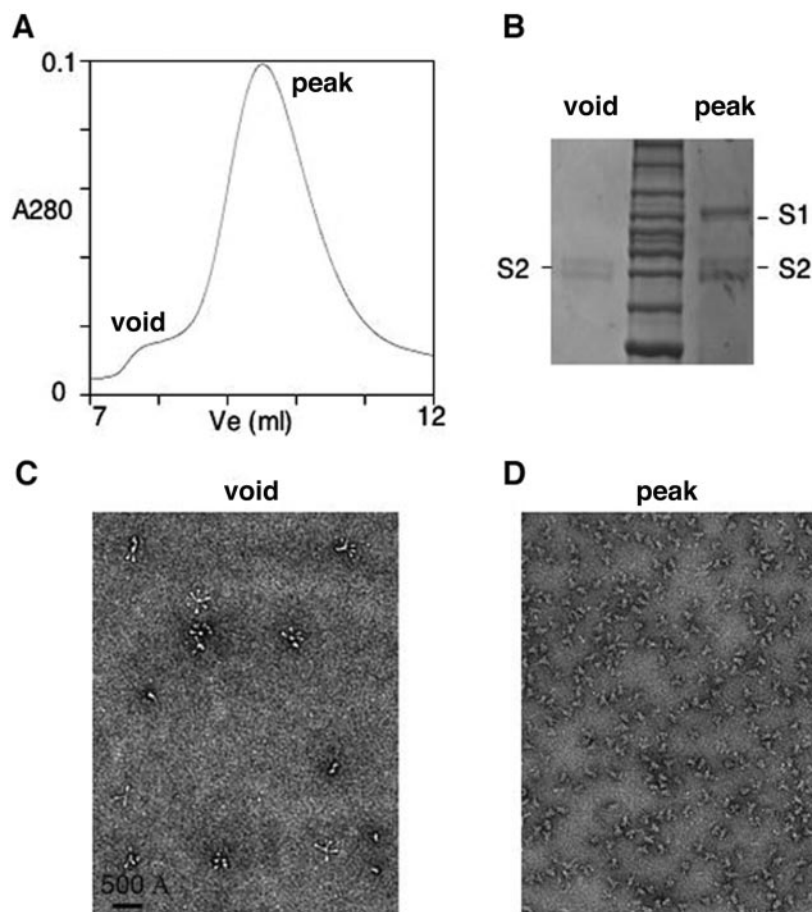 A
0.1
peak
A280
void
0
7
Ve (ml)
12
B
void
peak
S1
S2
S2
C
void
500 Å
D
peak